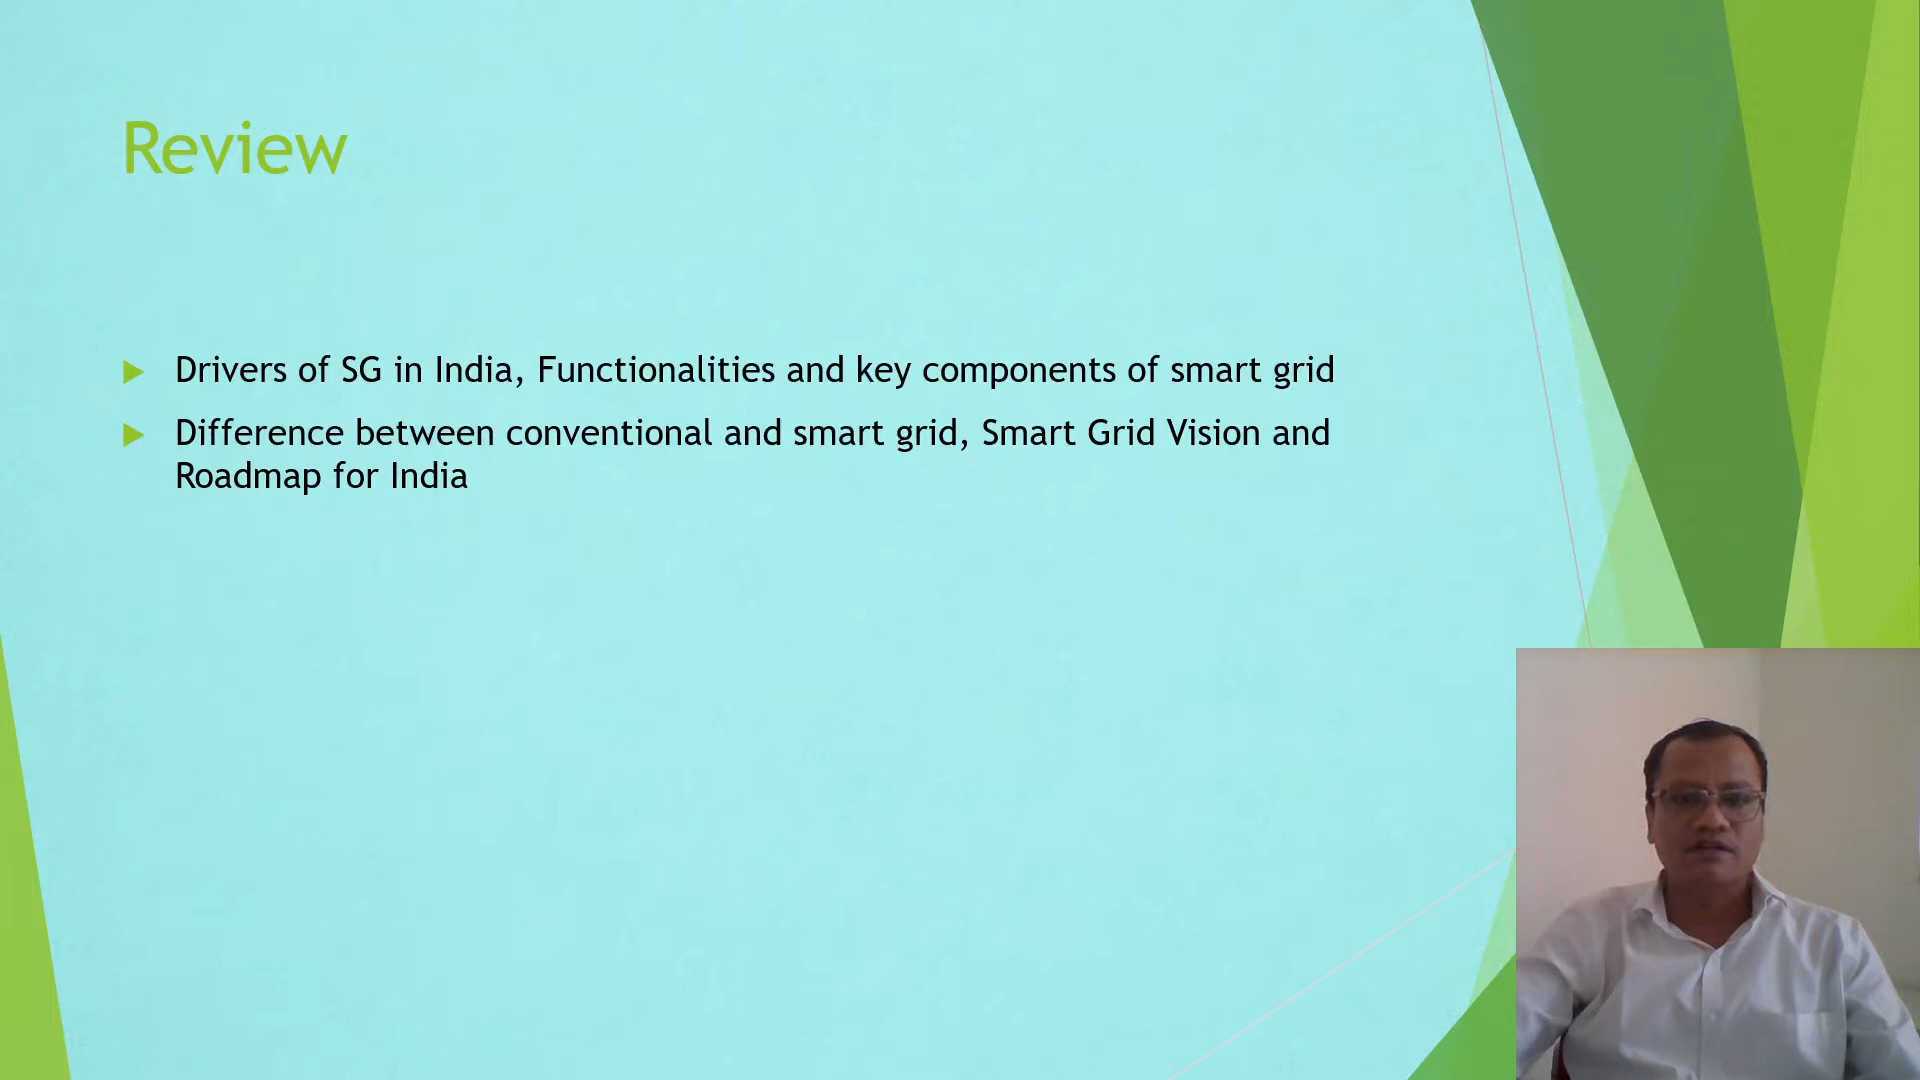 Review
Drivers of SG in India, Functionalities and key components of smart grid
Difference between conventional and smart grid, Smart Grid Vision and
Roadmap for India